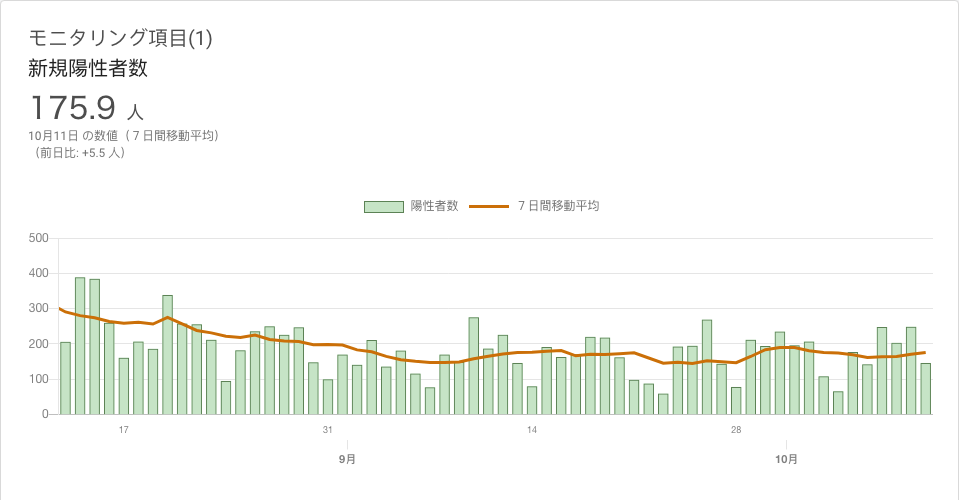 モニタリング項目(1)
新規陽性者数
175.9 人
10月11日 の数値（７日間移動平均）
（前日比: +5.5 人）
陽性者数 ７日間移動平均
500
400
300
200
100
0
17 31 14 28
9月 10月